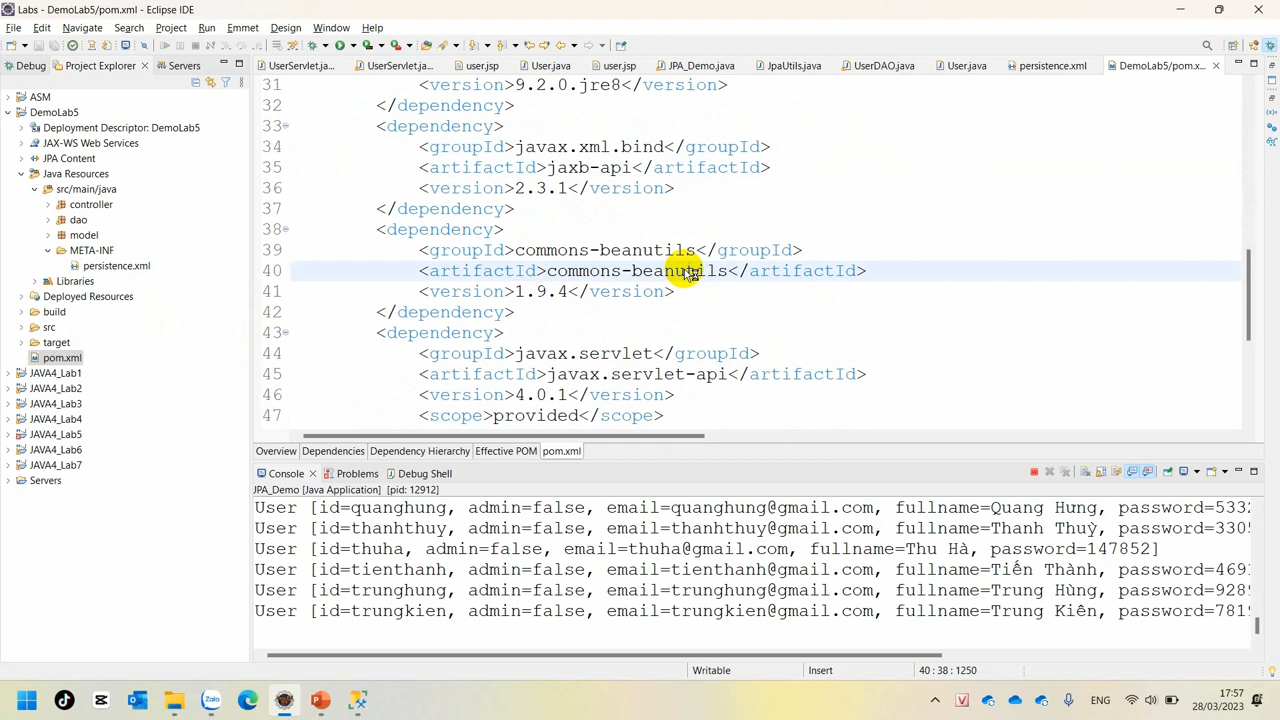 Labs - DemoLab5/pom.xml - Eclipse IDE
File Edit Navigate Search Project Run Emmet Design Window Help
Debug Project Explorer Servers
UserServlet.ja... UserServlet.ja... user.jsp User.java user.jsp JPA_Demo.java JpaUtils.java UserDAO.java User.java persistence.xml DemoLab5/pom.x...
ASM
DemoLab5
Deployment Descriptor: DemoLab5
JAX-WS Web Services
JPA Content
Java Resources
src/main/java
controller
dao
model
META-INF
persistence.xml
Libraries
Deployed Resources
build
src
target
pom.xml
JAVA4_Lab1
JAVA4_Lab2
JAVA4_Lab3
JAVA4_Lab4
JAVA4_Lab5
JAVA4_Lab6
JAVA4_Lab7
Servers
31 <version>9.2.0.jre8</version>
32 </dependency>
33 <dependency>
34 <groupId>javax.xml.bind</groupId>
35 <artifactId>jaxb-api</artifactId>
36 <version>2.3.1</version>
37 </dependency>
38 <dependency>
39 <groupId>commons-beanutils</groupId>
40 <artifactId>commons-beanutils</artifactId>
41 <version>1.9.4</version>
42 </dependency>
43 <dependency>
44 <groupId>javax.servlet</groupId>
45 <artifactId>javax.servlet-api</artifactId>
46 <version>4.0.1</version>
47 <scope>provided</scope>
Overview Dependencies Dependency Hierarchy Effective POM pom.xml
Console Problems Debug Shell
JPA_Demo [Java Application] [pid: 12912]
User [id=quanghung, admin=false, email=quanghung@gmail.com, fullname=Quang Hưng, password=5332
User [id=thanhthuy, admin=false, email=thanhthuy@gmail.com, fullname=Thanh Thuỳ, password=3305
User [id=thuha, admin=false, email=thuha@gmail.com, fullname=Thu Hà, password=147852]
User [id=tienthanh, admin=false, email=tienthanh@gmail.com, fullname=Tiến Thành, password=4691
User [id=trunghung, admin=false, email=trunghung@gmail.com, fullname=Trung Hùng, password=9289
User [id=trungkien, admin=false, email=trungkien@gmail.com, fullname=Trung Kiên, password=7819
Writable Insert 40 : 38 : 1250
Zalo
ENG
17:57
28/03/2023